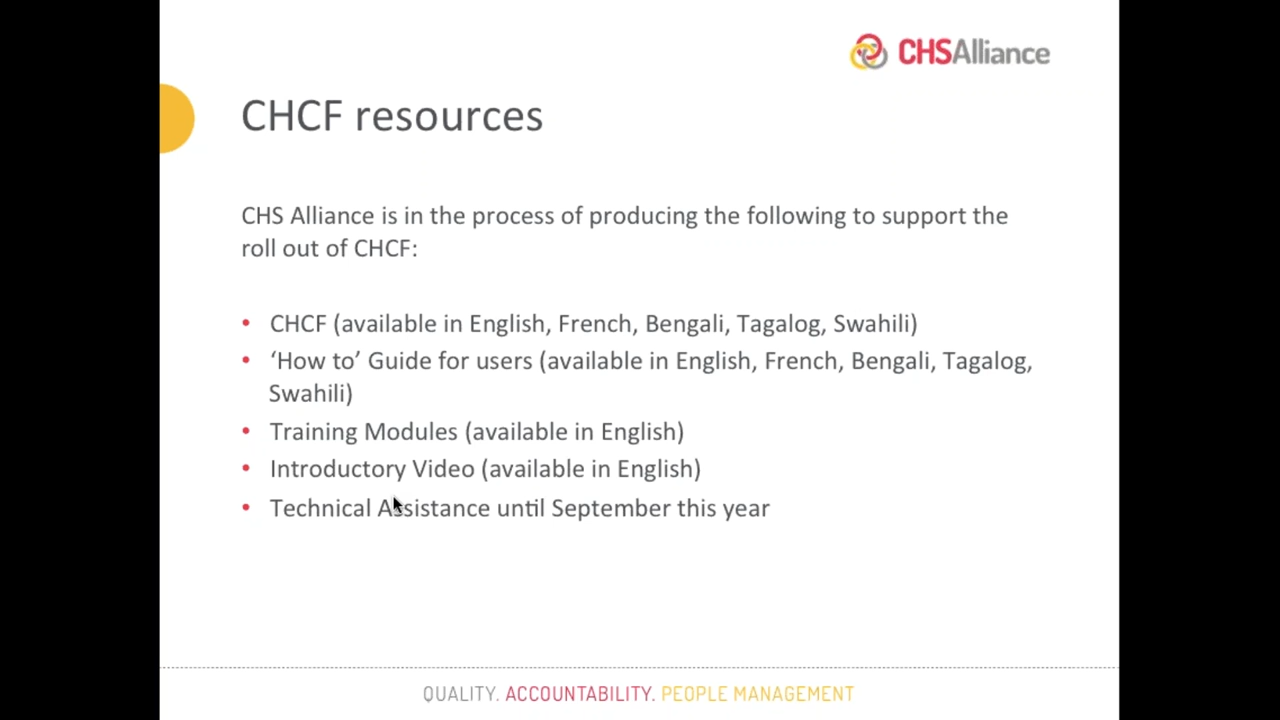 CHSAlliance
CHCF resources
CHS Alliance is in the process of producing the following to support the
roll out of CHCF:
• CHCF (available in English, French, Bengali, Tagalog, Swahili)
• ‘How to’ Guide for users (available in English, French, Bengali, Tagalog,
Swahili)
• Training Modules (available in English)
• Introductory Video (available in English)
• Technical Assistance until September this year
QUALITY. ACCOUNTABILITY. PEOPLE MANAGEMENT